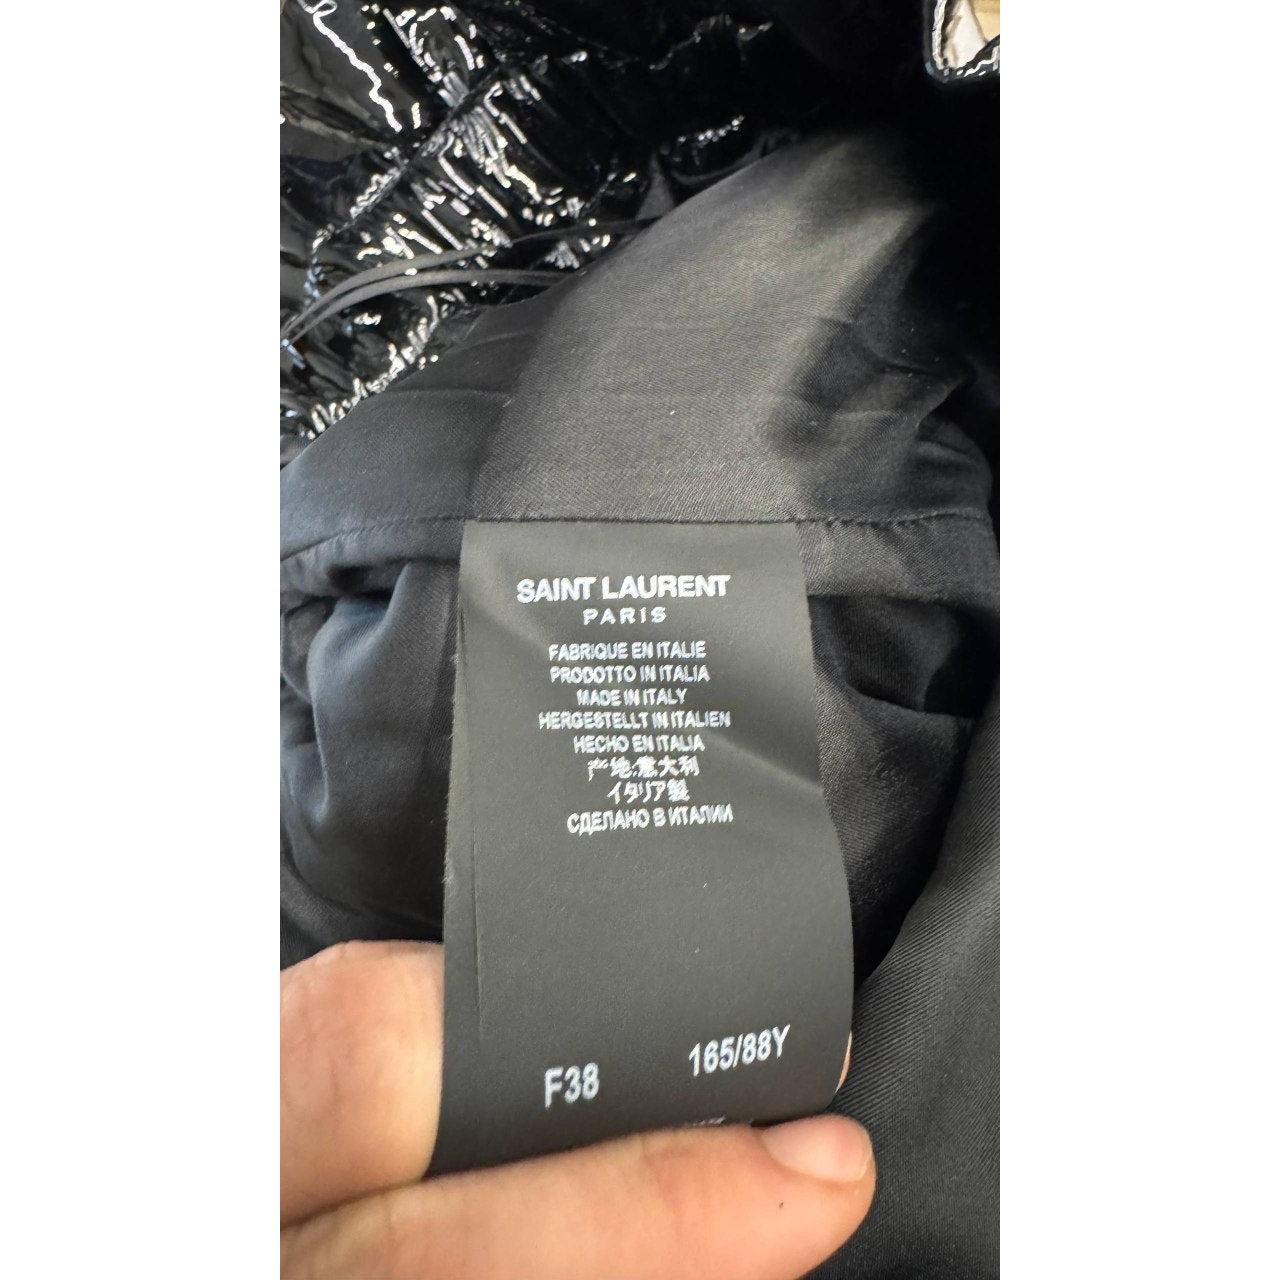 SAINT LAURENT
PARIS
FABRIQUE EN ITALIE
PRODOTTO IN ITALIA
MADE IN ITALY
HERGESTELLT IN ITALIEN
HECHO EN ITALIA
产地:意大利
イタリア製
СДЕЛАНО В ИТАЛИИ
F38 165/88Y